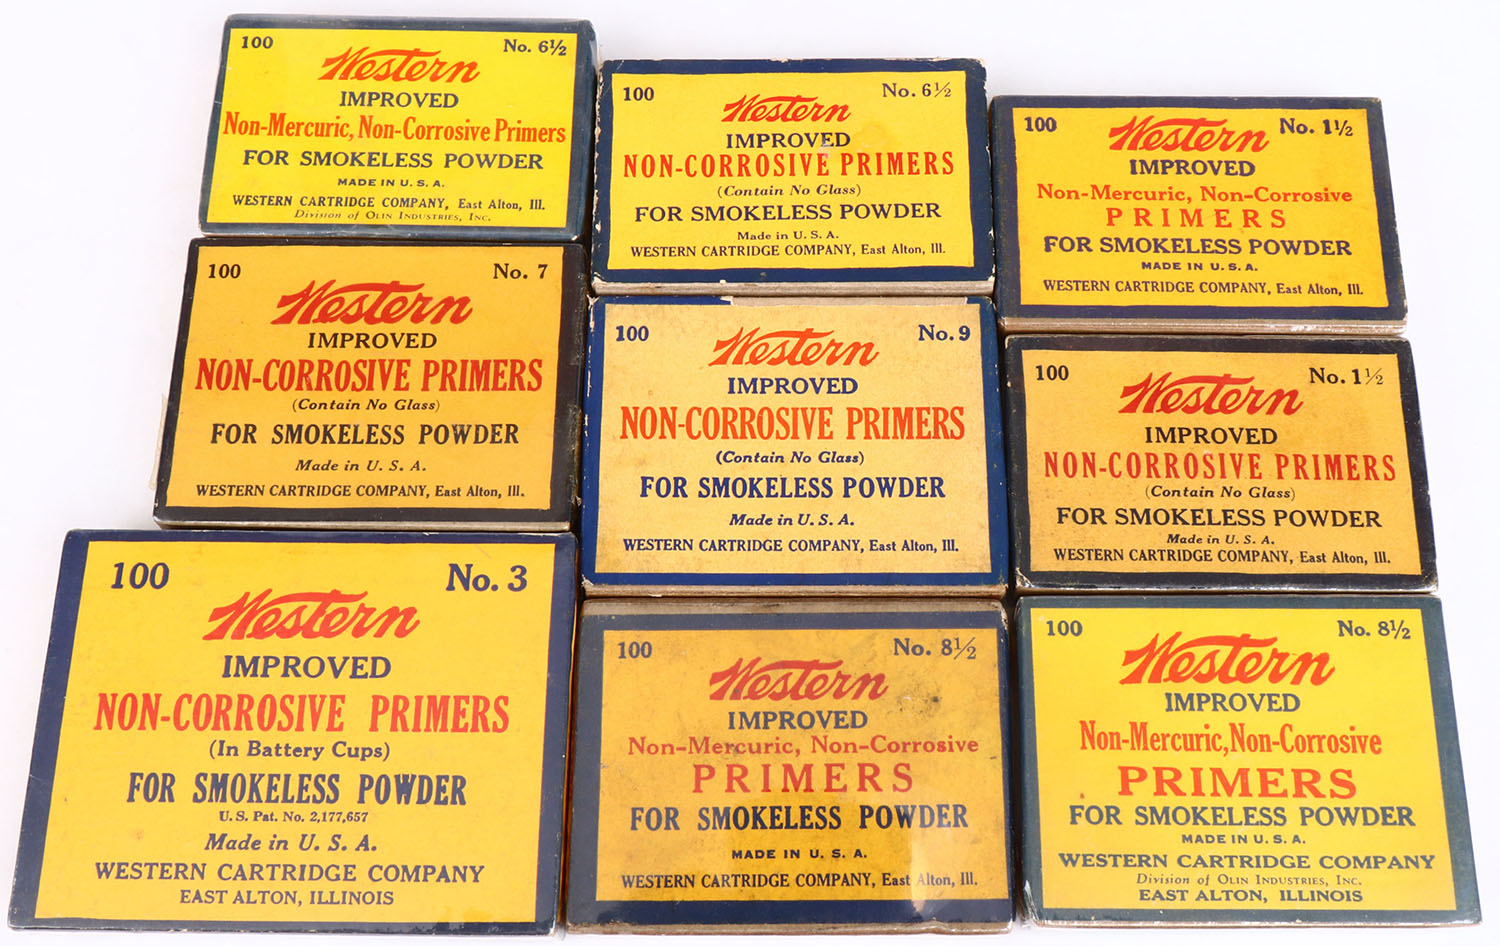 100 No. 6½
Western
IMPROVED
Non-Mercuric, Non-Corrosive Primers
FOR SMOKELESS POWDER
MADE IN U. S. A.
WESTERN CARTRIDGE COMPANY, East Alton, Ill.
Division of OLIN INDUSTRIES, INC.
100 No. 6½
Western
IMPROVED
NON-CORROSIVE PRIMERS
(Contain No Glass)
FOR SMOKELESS POWDER
Made in U. S. A.
WESTERN CARTRIDGE COMPANY, East Alton, Ill.
100 No. 1½
Western
IMPROVED
Non-Mercuric, Non-Corrosive
PRIMERS
FOR SMOKELESS POWDER
MADE IN U. S. A.
WESTERN CARTRIDGE COMPANY, East Alton, Ill.
100 No. 7
Western
IMPROVED
NON-CORROSIVE PRIMERS
(Contain No Glass)
FOR SMOKELESS POWDER
Made in U. S. A.
WESTERN CARTRIDGE COMPANY, East Alton, Ill.
100 No. 9
Western
IMPROVED
NON-CORROSIVE PRIMERS
(Contain No Glass)
FOR SMOKELESS POWDER
Made in U. S. A.
WESTERN CARTRIDGE COMPANY, East Alton, Ill.
100 No. 1½
Western
IMPROVED
NON-CORROSIVE PRIMERS
(Contain No Glass)
FOR SMOKELESS POWDER
Made in U. S. A.
WESTERN CARTRIDGE COMPANY, East Alton, Ill.
100 No. 3
Western
IMPROVED
NON-CORROSIVE PRIMERS
(In Battery Cups)
FOR SMOKELESS POWDER
U. S. Pat. No. 2,177,657
Made in U. S. A.
WESTERN CARTRIDGE COMPANY
EAST ALTON, ILLINOIS
100 No. 8½
Western
IMPROVED
Non-Mercuric, Non-Corrosive
PRIMERS
FOR SMOKELESS POWDER
MADE IN U. S. A.
WESTERN CARTRIDGE COMPANY, East Alton, Ill.
100 No. 8½
Western
IMPROVED
Non-Mercuric, Non-Corrosive
PRIMERS
FOR SMOKELESS POWDER
MADE IN U. S. A.
WESTERN CARTRIDGE COMPANY
Division of OLIN INDUSTRIES, INC.
EAST ALTON, ILLINOIS